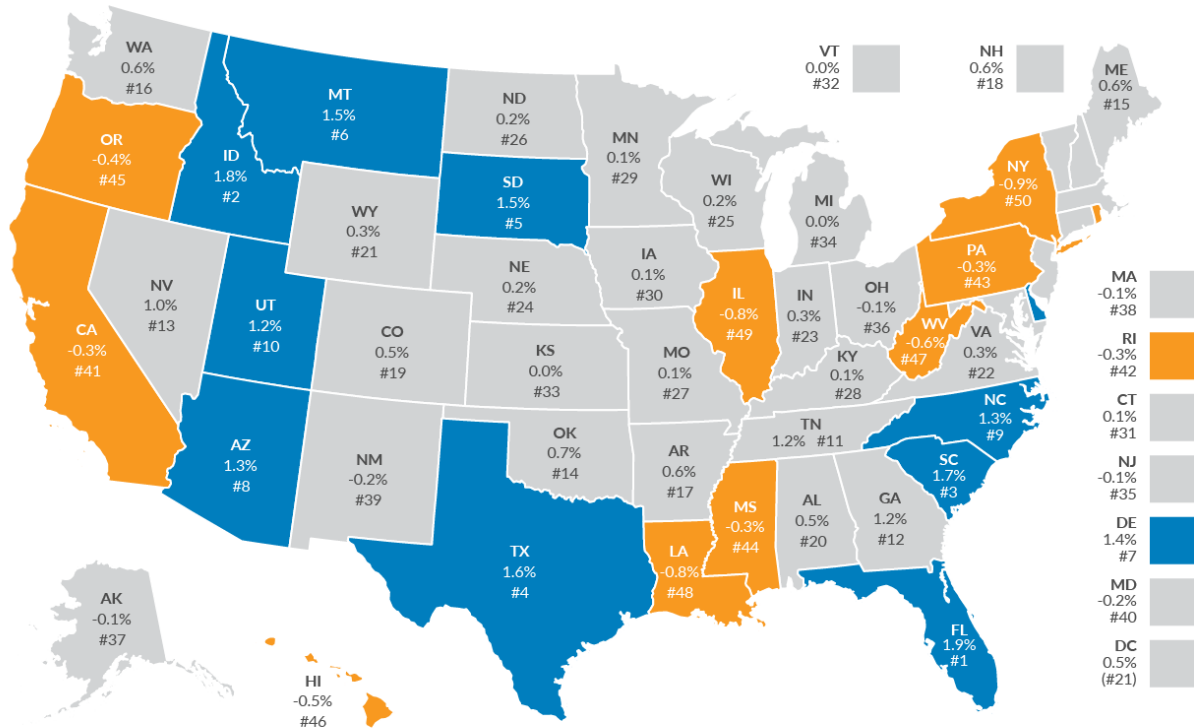 WA
0.6%
#16
OR
-0.4%
#45
CA
-0.3%
#41
ID
1.8%
#2
MT
1.5%
#6
NV
1.0%
#13
UT
1.2%
#10
AZ
1.3%
#8
WY
0.3%
#21
CO
0.5%
#19
NM
-0.2%
#39
ND
0.2%
#26
SD
1.5%
#5
NE
0.2%
#24
KS
0.0%
#33
OK
0.7%
#14
TX
1.6%
#4
MN
0.1%
#29
IA
0.1%
#30
MO
0.1%
#27
AR
0.6%
#17
LA
-0.8%
#48
WI
0.2%
#25
IL
-0.8%
#49
MI
0.0%
#34
IN
0.3%
#23
OH
-0.1%
#36
KY
0.1%
#28
TN
1.2% #11
MS
-0.3%
#44
AL
0.5%
#20
GA
1.2%
#12
FL
1.9%
#1
SC
1.7%
#3
NC
1.3%
#9
VA
0.3%
#22
WV
-0.6%
#47
PA
-0.3%
#43
NY
-0.9%
#50
VT
0.0%
#32
NH
0.6%
#18
ME
0.6%
#15
MA
-0.1%
#38
RI
-0.3%
#42
CT
0.1%
#31
NJ
-0.1%
#35
DE
1.4%
#7
MD
-0.2%
#40
DC
0.5%
(#21)
AK
-0.1%
#37
HI
-0.5%
#46